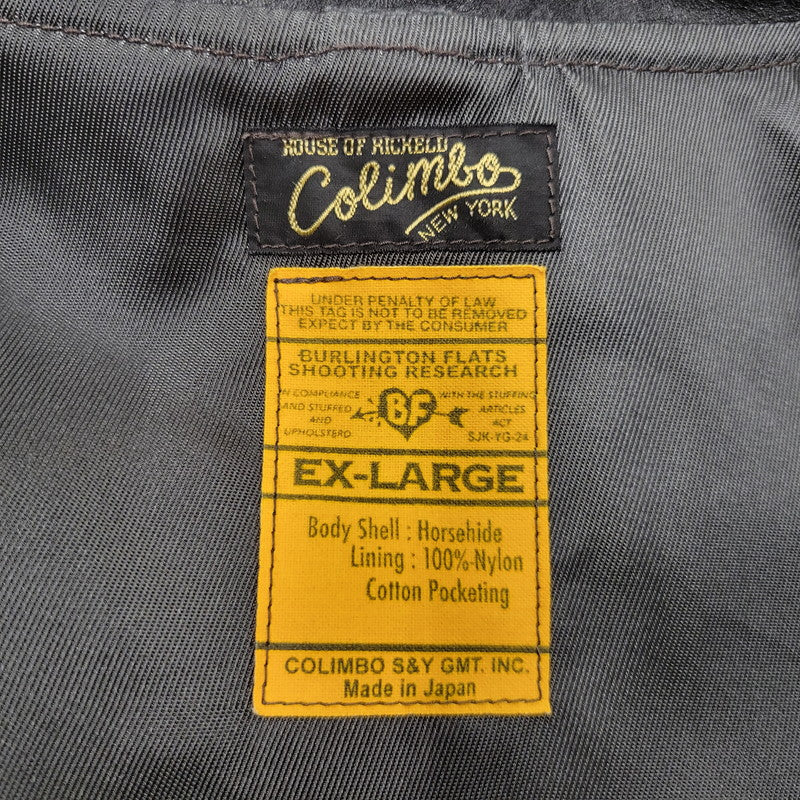 HOUSE OF RICKELD
Colimbo
NEW YORK
UNDER PENALTY OF LAW
THIS TAG IS NOT TO BE REMOVED
EXPECT BY THE CONSUMER
BURLINGTON FLATS
SHOOTING RESEARCH
IN COMPLIANCE
AND STUFFED
AND
UPHOLSTERD
BF
WITH THE STUFFING
ARTICLES
ACT
SJK-YG-24
EX-LARGE
Body Shell : Horsehide
Lining : 100%-Nylon
Cotton Pocketing
COLIMBO S&Y GMT. INC.
Made in Japan